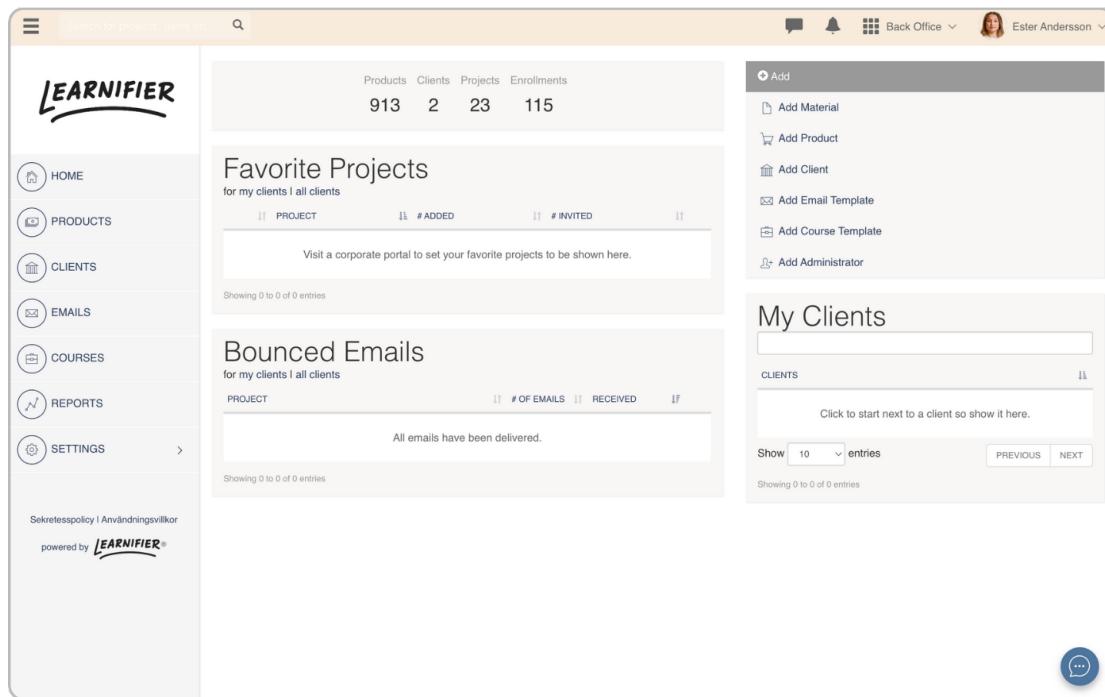 Search for projects, users etc.
Back Office
Ester Andersson
LEARNIFIER
HOME
PRODUCTS
CLIENTS
EMAILS
COURSES
REPORTS
SETTINGS
Sekretesspolicy | Användningsvillkor
powered by LEARNIFIER®
Products Clients Projects Enrollments
913 2 23 115
Favorite Projects
for my clients | all clients
PROJECT # ADDED # INVITED
Visit a corporate portal to set your favorite projects to be shown here.
Showing 0 to 0 of 0 entries
Bounced Emails
for my clients | all clients
PROJECT # OF EMAILS RECEIVED
All emails have been delivered.
Showing 0 to 0 of 0 entries
Add
Add Material
Add Product
Add Client
Add Email Template
Add Course Template
Add Administrator
My Clients
CLIENTS
Click to start next to a client so show it here.
Show 10 entries
PREVIOUS NEXT
Showing 0 to 0 of 0 entries